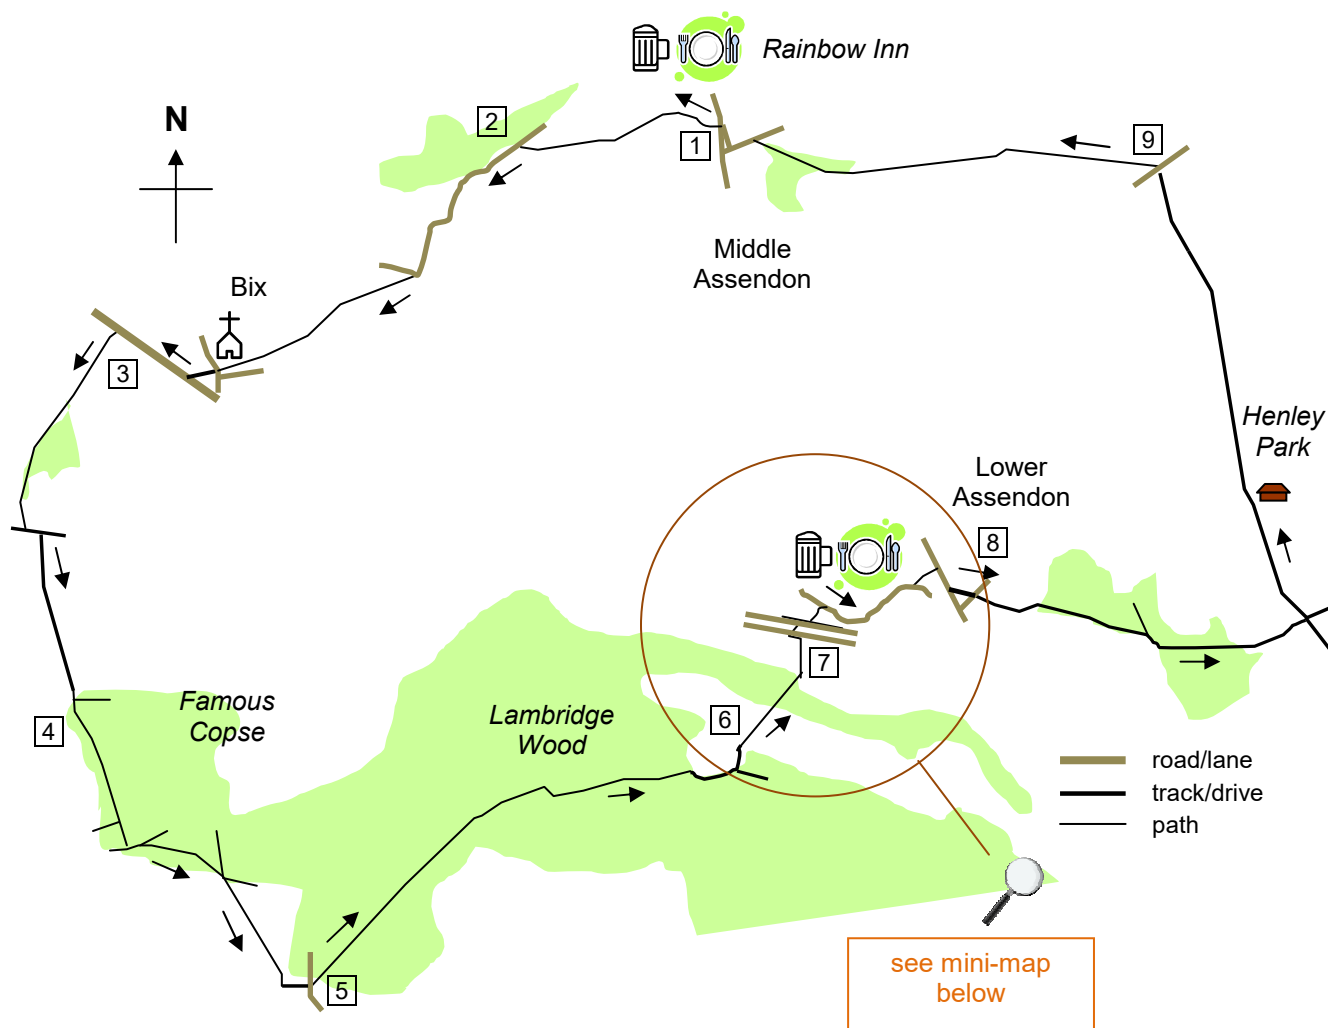 Rainbow Inn
N
2
1
9
Middle
Assendon
Bix
3
Henley
Park
Lower
Assendon
8
7
Famous
Copse
4
Lambridge
Wood
6
road/lane
track/drive
path
5
see mini-map
below